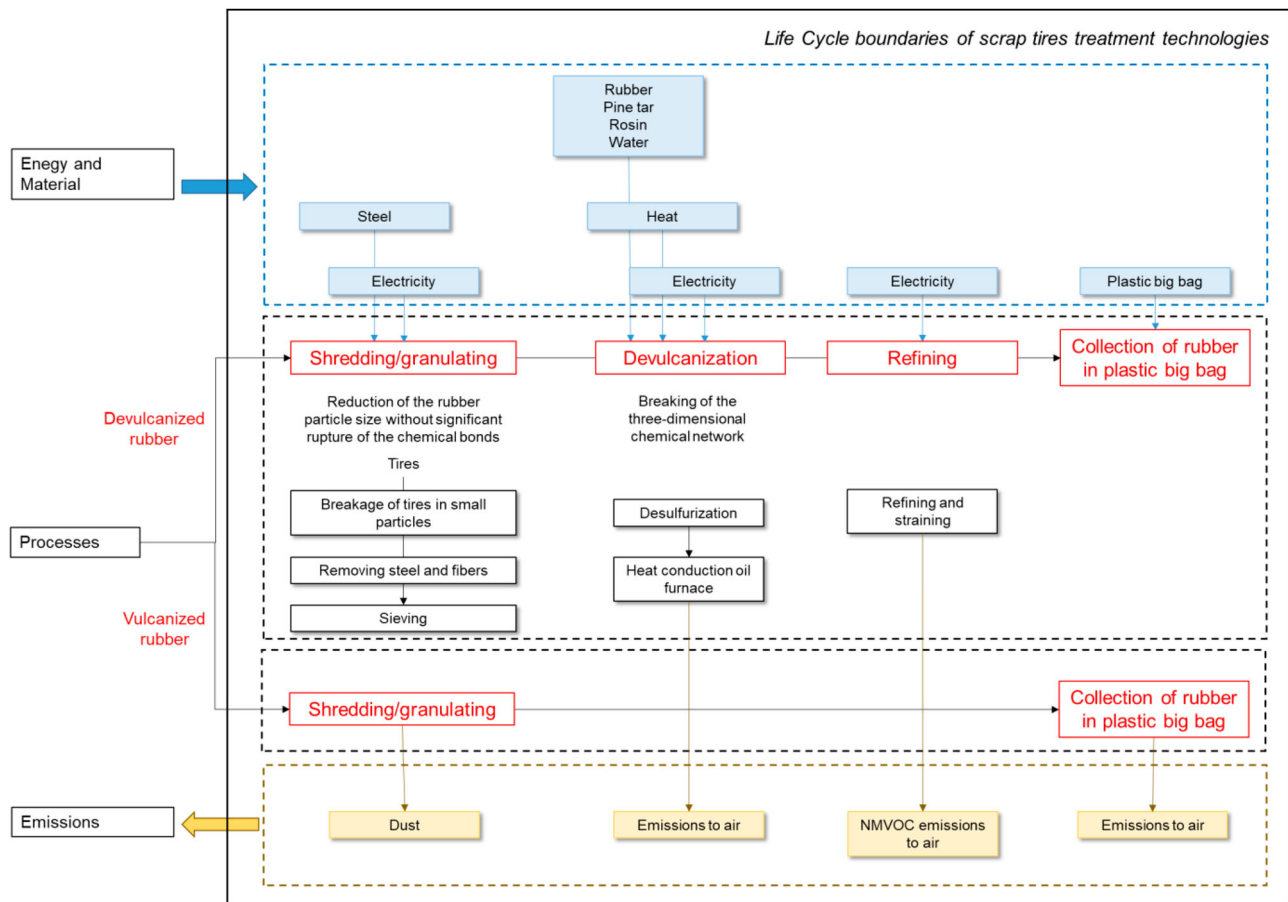 Life Cycle boundaries of scrap tires treatment technologies
Rubber
Pine tar
Rosin
Water
Enegy and
Material
Steel
Heat
Electricity
Electricity
Electricity
Plastic big bag
Shredding/granulating
Devulcanization
Refining
Collection of rubber
in plastic big bag
Reduction of the rubber
particle size without significant
rupture of the chemical bonds
Breaking of the
three-dimensional
chemical network
Devulcanized
rubber
Tires
Breakage of tires in small
particles
Desulfurization
Refining and
straining
Processes
Removing steel and fibers
Heat conduction oil
furnace
Sieving
Vulcanized
rubber
Shredding/granulating
Collection of rubber
in plastic big bag
Emissions
Dust
Emissions to air
NMVOC emissions
to air
Emissions to air